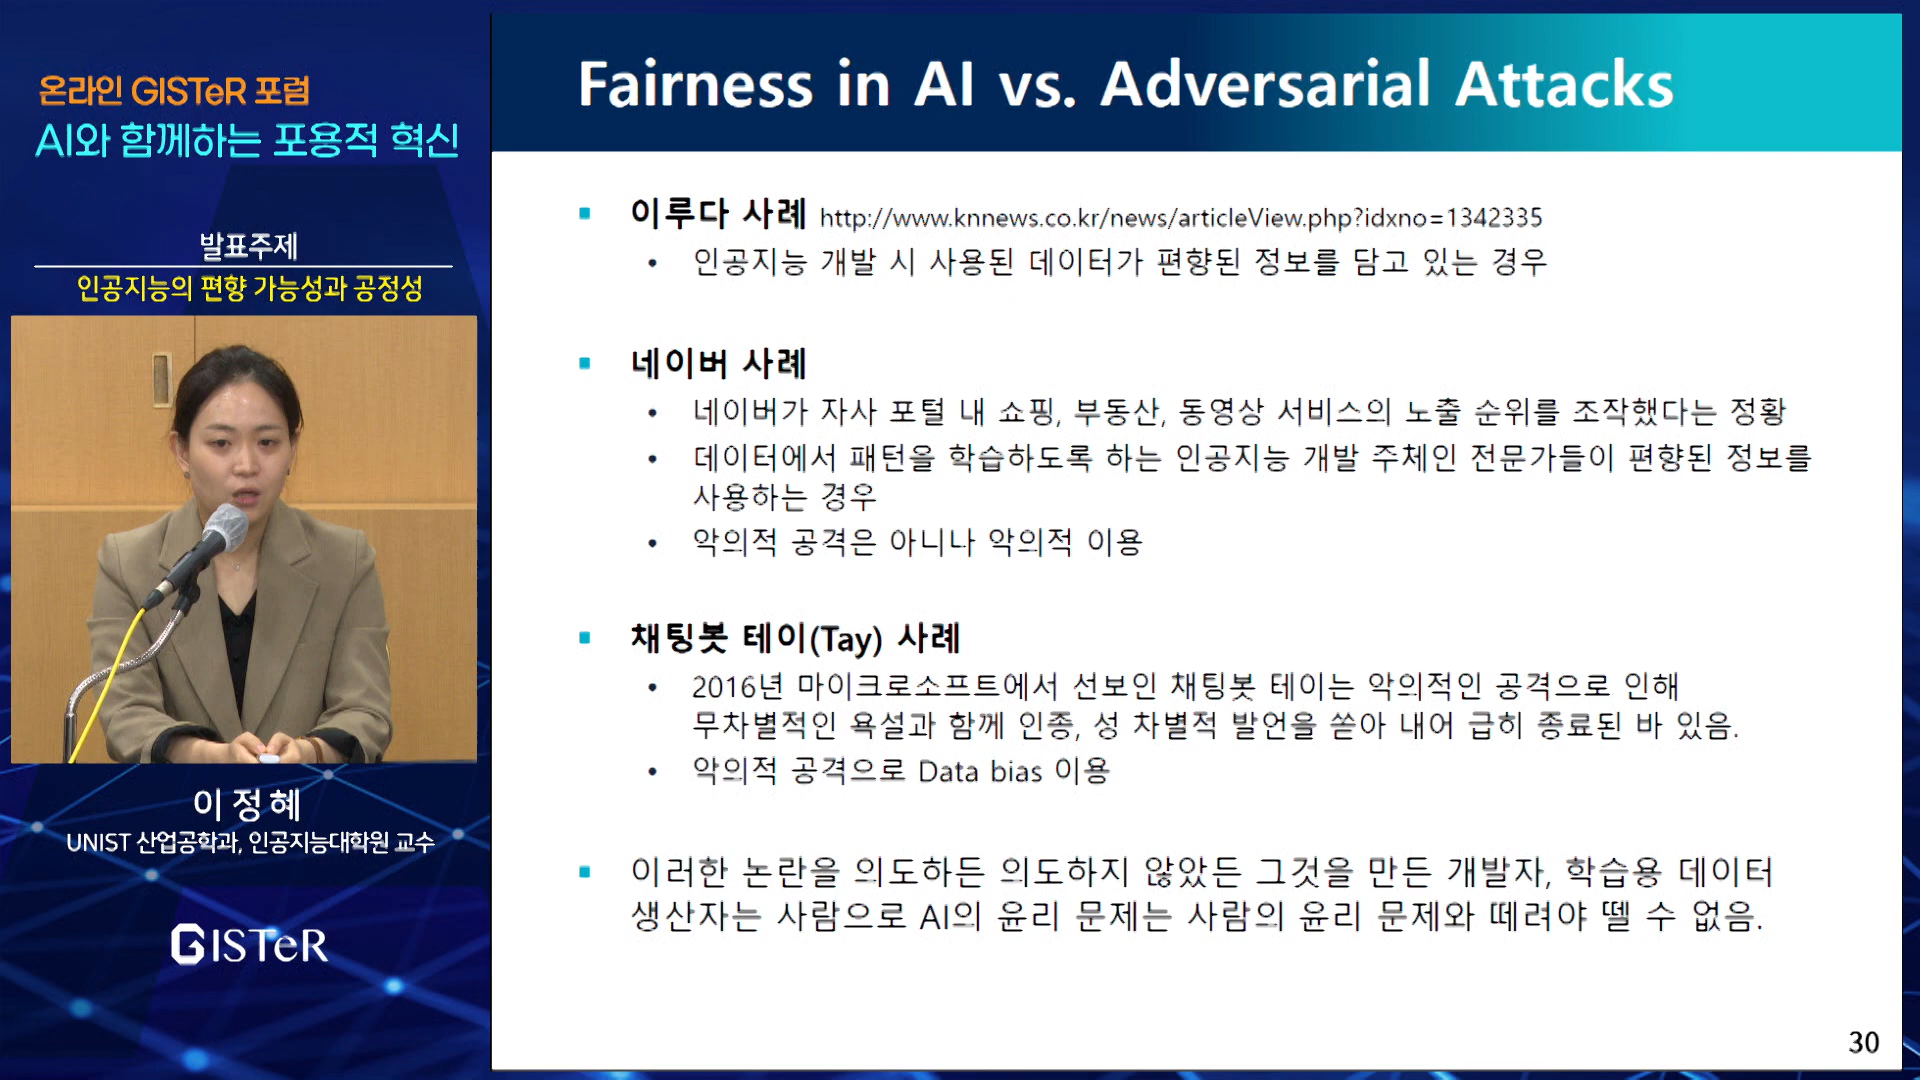 온라인 GISTeR 포럼
AI와 함께하는 포용적 혁신
발표주제
인공지능의 편향 가능성과 공정성
이정혜
UNIST 산업공학과, 인공지능대학원 교수
GISTeR
Fairness in AI vs. Adversarial Attacks
이루다 사례 http://www.knnews.co.kr/news/articleView.php?idxno=1342335
• 인공지능 개발 시 사용된 데이터가 편향된 정보를 담고 있는 경우
네이버 사례
• 네이버가 자사 포털 내 쇼핑, 부동산, 동영상 서비스의 노출 순위를 조작했다는 정황
• 데이터에서 패턴을 학습하도록 하는 인공지능 개발 주체인 전문가들이 편향된 정보를
사용하는 경우
• 악의적 공격은 아니나 악의적 이용
채팅봇 테이(Tay) 사례
• 2016년 마이크로소프트에서 선보인 채팅봇 테이는 악의적인 공격으로 인해
무차별적인 욕설과 함께 인종, 성 차별적 발언을 쏟아 내어 급히 종료된 바 있음.
• 악의적 공격으로 Data bias 이용
이러한 논란을 의도하든 의도하지 않았든 그것을 만든 개발자, 학습용 데이터
생산자는 사람으로 AI의 윤리 문제는 사람의 윤리 문제와 떼려야 뗄 수 없음.
30